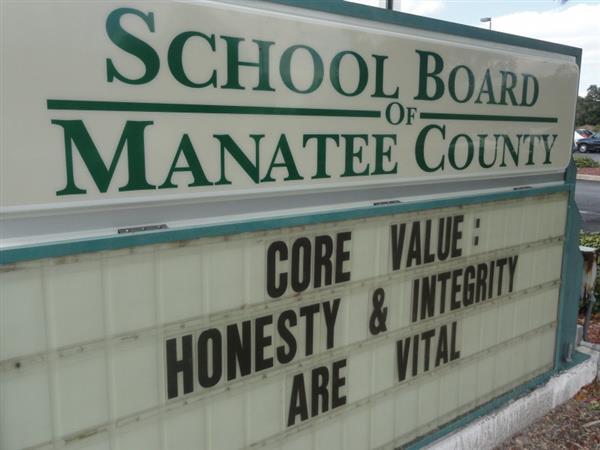 SCHOOL BOARD
OF
MANATEE COUNTY
CORE VALUE:
HONESTY & INTEGRITY
ARE VITAL